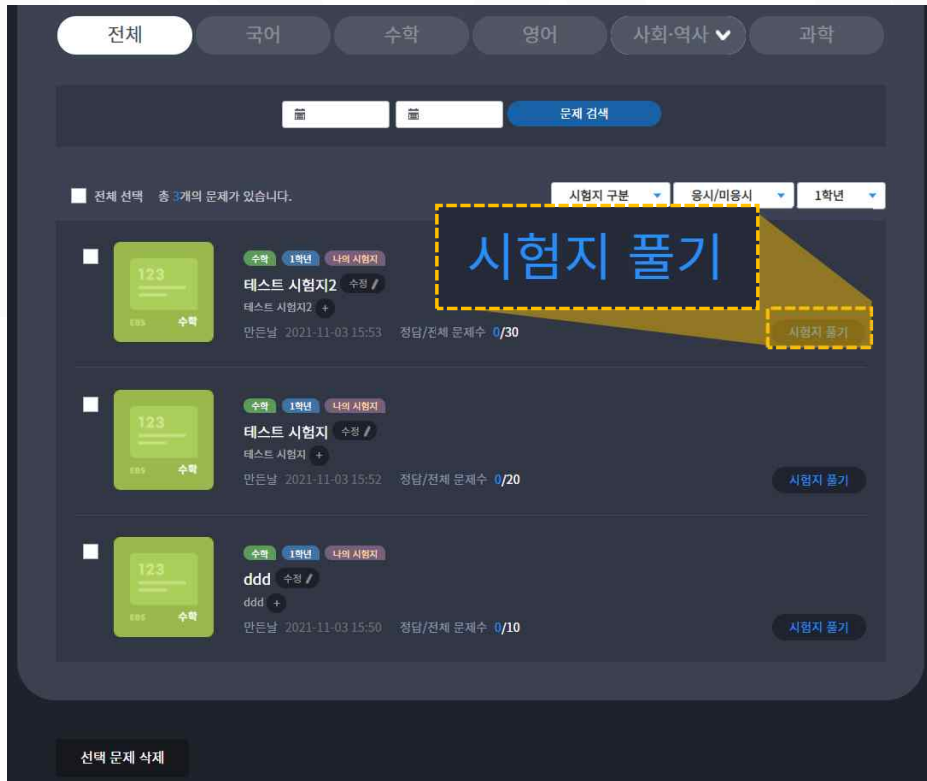 전체 국어 수학 영어 사회·역사 과학
문제 검색
전체 선택 총 3개의 문제가 있습니다. 시험지 구분 응시/미응시 1학년
시험지 풀기
123
EBS 수학
수학 1학년 나의 시험지
테스트 시험지2 수정
테스트 시험지2 +
만든날 2021-11-03 15:53 정답/전체 문제수 0/30
시험지 풀기
123
EBS 수학
수학 1학년 나의 시험지
테스트 시험지 수정
테스트 시험지 +
만든날 2021-11-03 15:52 정답/전체 문제수 0/20
시험지 풀기
123
EBS 수학
수학 1학년 나의 시험지
ddd 수정
ddd +
만든날 2021-11-03 15:50 정답/전체 문제수 0/10
시험지 풀기
선택 문제 삭제